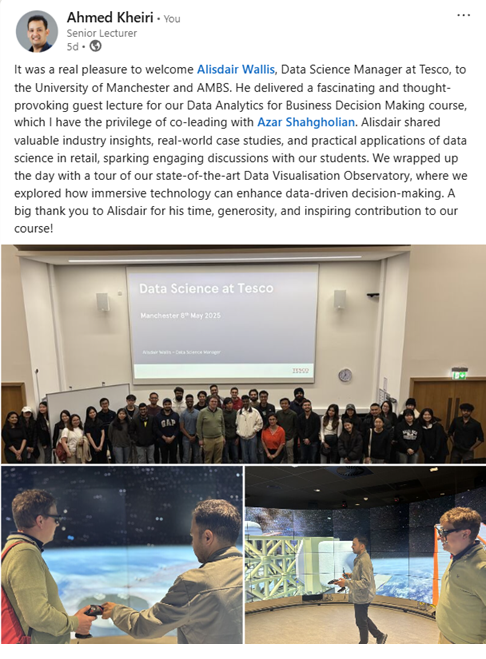 Ahmed Kheiri • You
Senior Lecturer
5d •
It was a real pleasure to welcome Alisdair Wallis, Data Science Manager at Tesco, to
the University of Manchester and AMBS. He delivered a fascinating and thought-
provoking guest lecture for our Data Analytics for Business Decision Making course,
which I have the privilege of co-leading with Azar Shahgholian. Alisdair shared
valuable industry insights, real-world case studies, and practical applications of data
science in retail, sparking engaging discussions with our students. We wrapped up
the day with a tour of our state-of-the-art Data Visualisation Observatory, where we
explored how immersive technology can enhance data-driven decision-making. A
big thank you to Alisdair for his time, generosity, and inspiring contribution to our
course!
Data Science at Tesco
Manchester 8th May 2025
Alisdair Wallis – Data Science Manager
TESCO
GAP